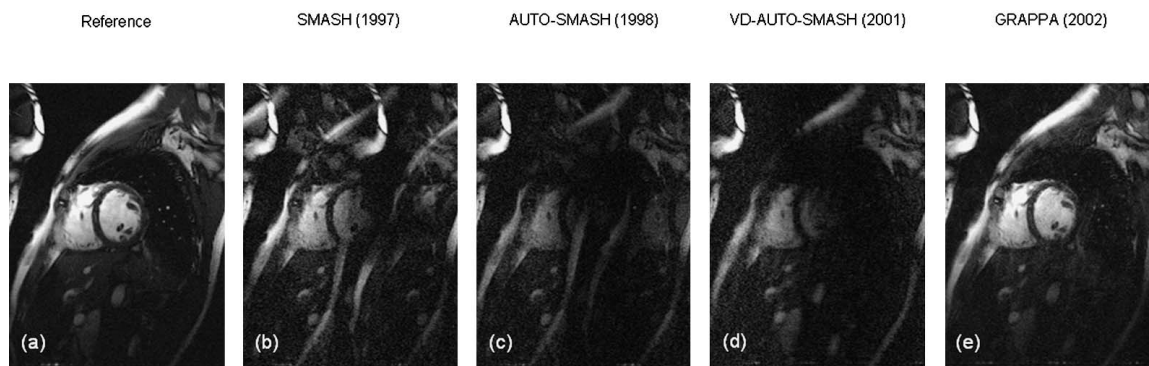 Reference
SMASH (1997)
AUTO-SMASH (1998)
VD-AUTO-SMASH (2001)
GRAPPA (2002)
(a)
(b)
(c)
(d)
(e)